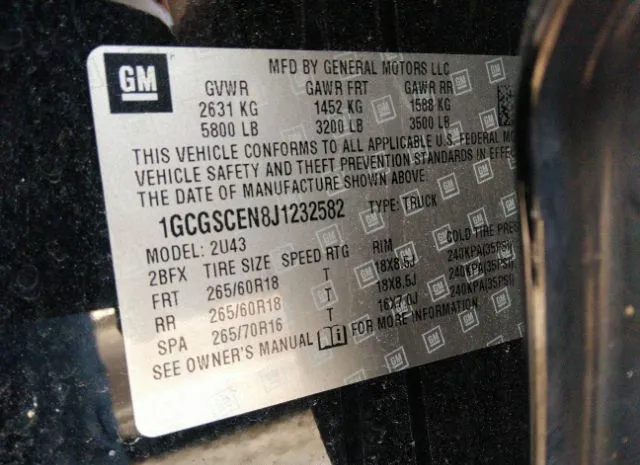 GM
MFD BY GENERAL MOTORS LLC
GVWR GAWR FRT GAWR RR
2631 KG 1452 KG 1588 KG
5800 LB 3200 LB 3500 LB
THIS VEHICLE CONFORMS TO ALL APPLICABLE U.S. FEDERAL
VEHICLE SAFETY AND THEFT PREVENTION STANDARDS IN EFFECT
THE DATE OF MANUFACTURE SHOWN ABOVE.
1GCGSCEN8J1232582 TYPE: TRUCK
MODEL: 2U43
2BFX TIRE SIZE SPEED RTG RIM COLD TIRE PRES
FRT 265/60R18 T 18X8.5J 240KPA(35PSI)
RR 265/60R18 T 18X8.5J 240KPA(35PSI)
SPA 265/70R16 T 16X7.0J 240KPA(35PSI)
SEE OWNER'S MANUAL FOR MORE INFORMATION